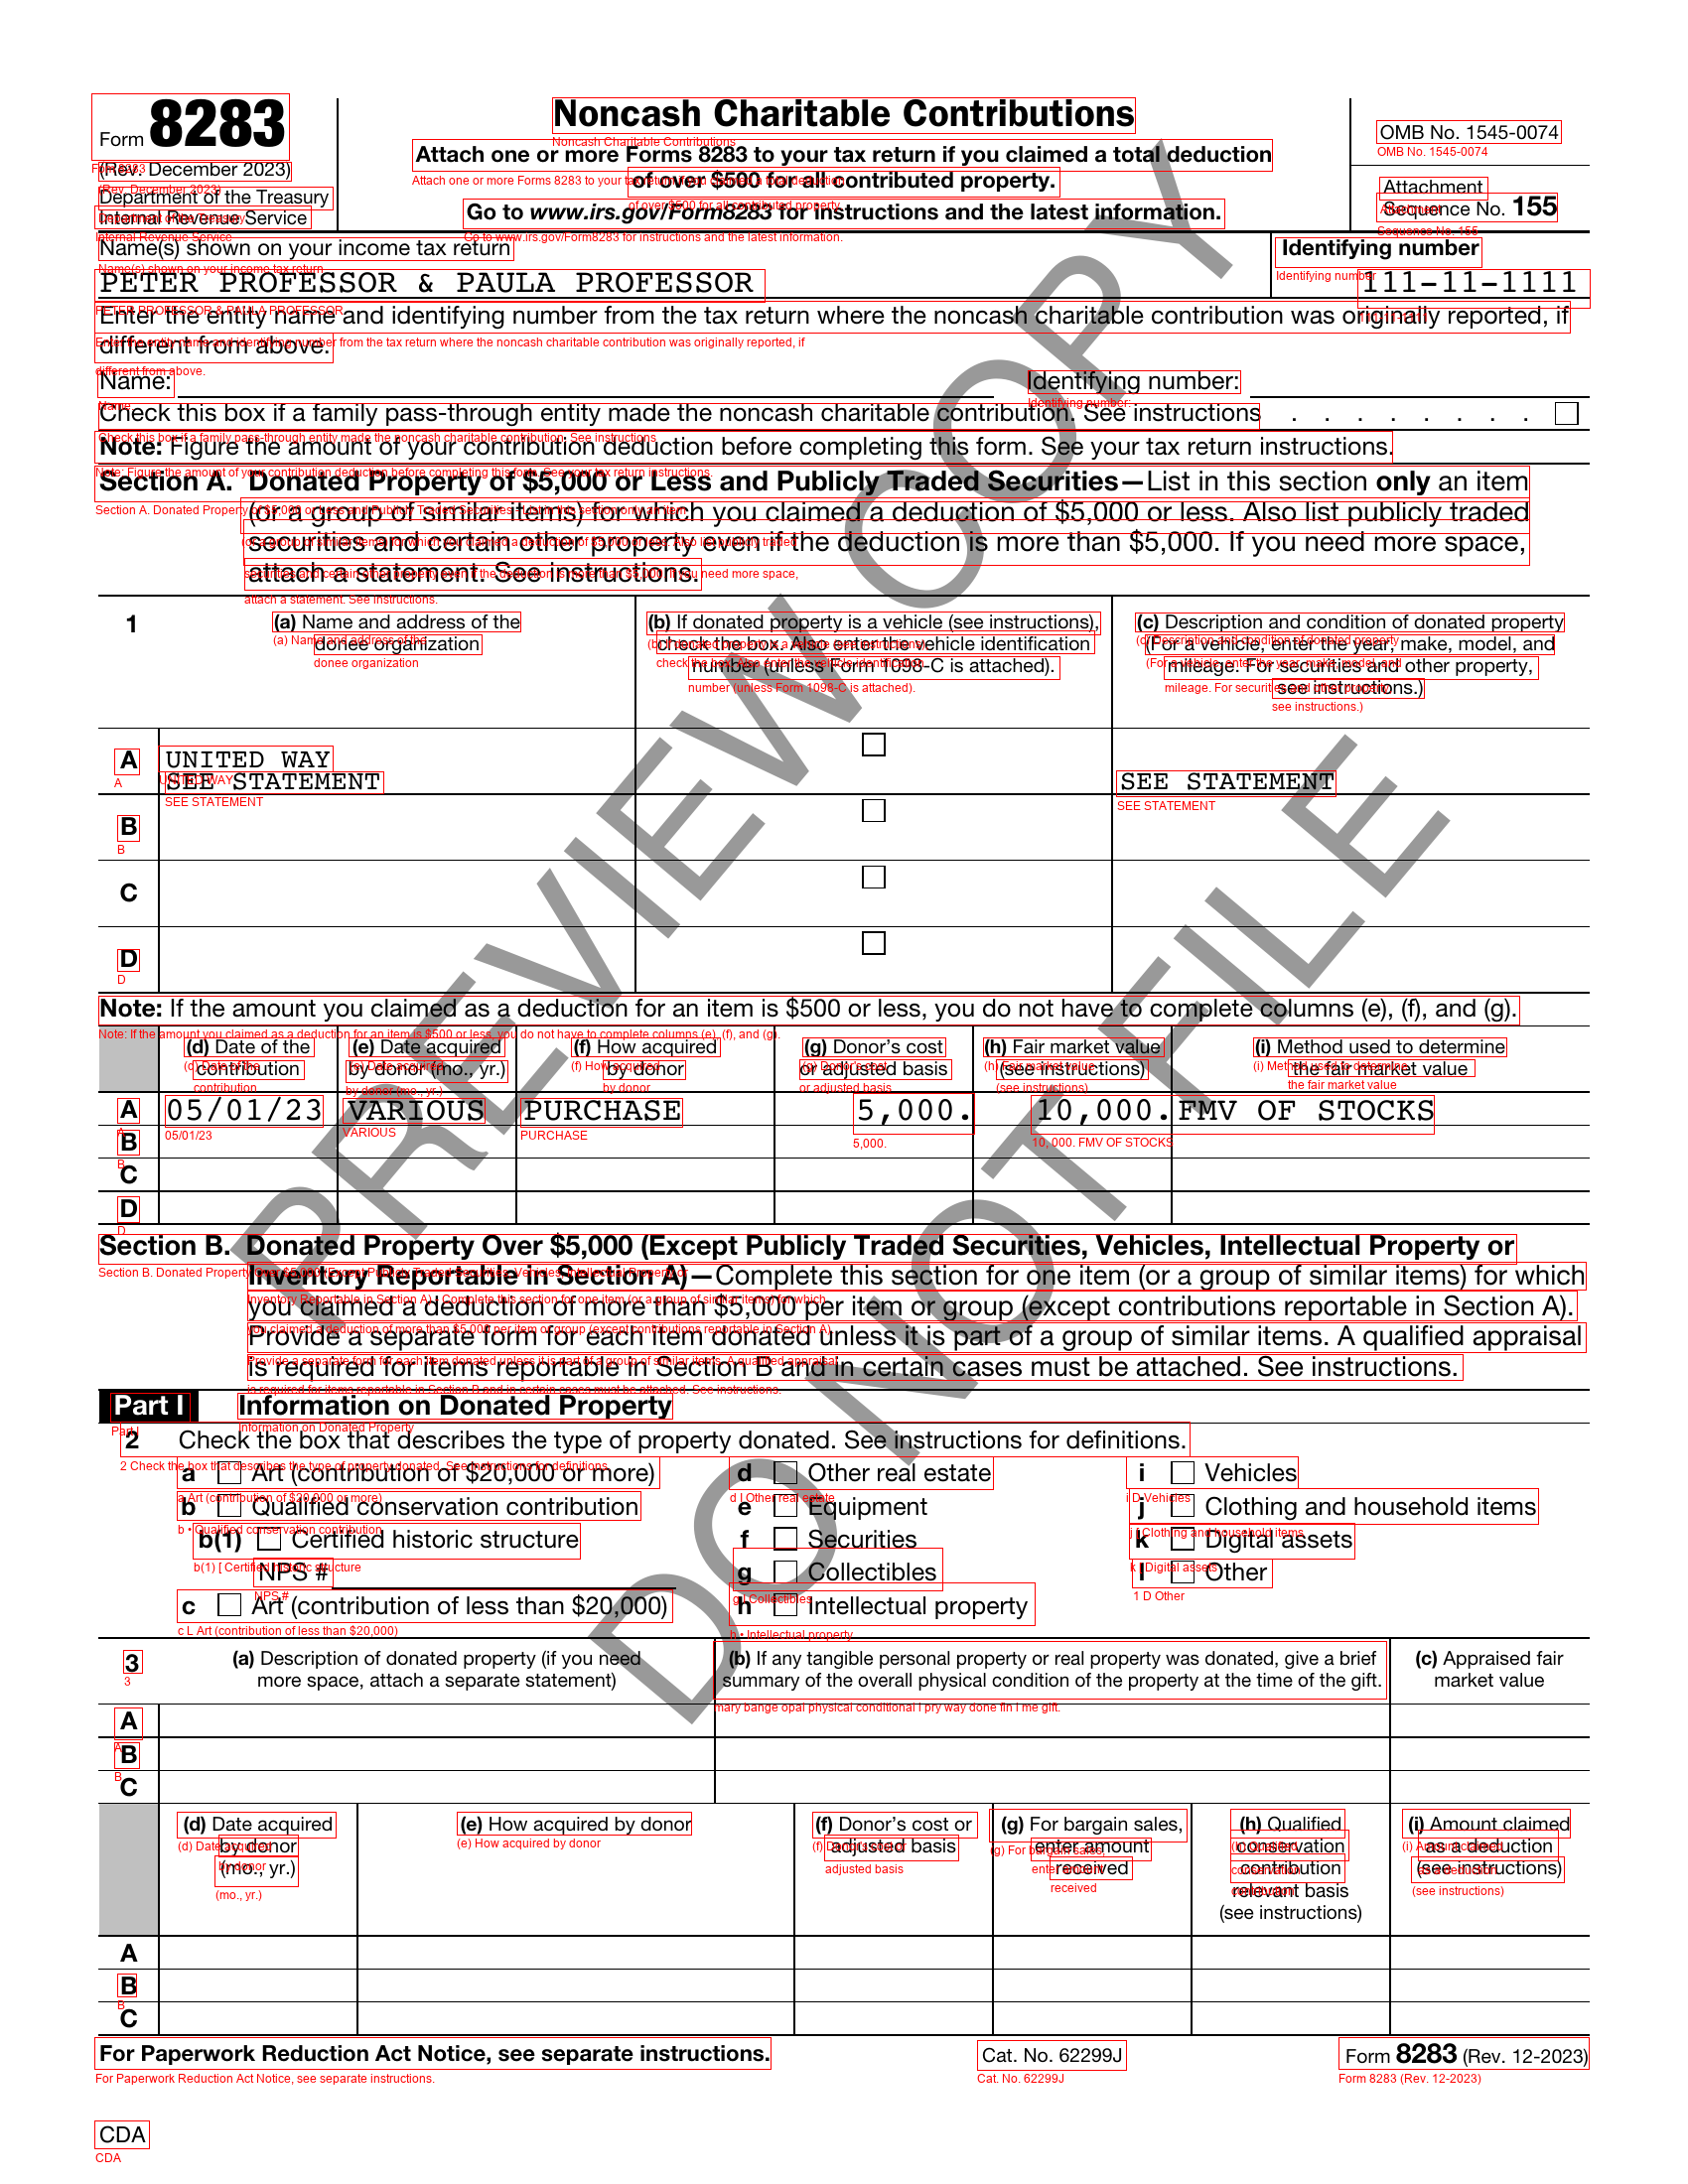 Form 8283
(Rev. December 2023)
Department of the Treasury
Internal Revenue Service
Noncash Charitable Contributions
Attach one or more Forms 8283 to your tax return if you claimed a total deduction
of over $500 for all contributed property.
Go to www.irs.gov/Form8283 for instructions and the latest information.
OMB No. 1545-0074
Attachment
Sequence No. 155
Name(s) shown on your income tax return
Identifying number
PETER PROFESSOR & PAULA PROFESSOR
111-11-1111
Enter the entity name and identifying number from the tax return where the noncash charitable contribution was originally reported, if
different from above.
Name:
Identifying number:
Check this box if a family pass-through entity made the noncash charitable contribution. See instructions . . . . . . . .
Note: Figure the amount of your contribution deduction before completing this form. See your tax return instructions.
Section A. Donated Property of $5,000 or Less and Publicly Traded Securities—List in this section only an item
(or a group of similar items) for which you claimed a deduction of $5,000 or less. Also list publicly traded
securities and certain other property even if the deduction is more than $5,000. If you need more space,
attach a statement. See instructions.
1
(a) Name and address of the
donee organization
(b) If donated property is a vehicle (see instructions),
check the box. Also enter the vehicle identification
number (unless Form 1098-C is attached).
(c) Description and condition of donated property
(For a vehicle, enter the year, make, model, and
mileage. For securities and other property,
see instructions.)
A
UNITED WAY
SEE STATEMENT
SEE STATEMENT
B
C
D
Note: If the amount you claimed as a deduction for an item is $500 or less, you do not have to complete columns (e), (f), and (g).
(d) Date of the
contribution
(e) Date acquired
by donor (mo., yr.)
(f) How acquired
by donor
(g) Donor's cost
or adjusted basis
(h) Fair market value
(see instructions)
(i) Method used to determine
the fair market value
A 05/01/23 VARIOUS PURCHASE 5,000. 10,000. FMV OF STOCKS
B
C
D
Section B. Donated Property Over $5,000 (Except Publicly Traded Securities, Vehicles, Intellectual Property or
Inventory Reportable in Section A)—Complete this section for one item (or a group of similar items) for which
you claimed a deduction of more than $5,000 per item or group (except contributions reportable in Section A).
Provide a separate form for each item donated unless it is part of a group of similar items. A qualified appraisal
is required for items reportable in Section B and in certain cases must be attached. See instructions.
Part I Information on Donated Property
2 Check the box that describes the type of property donated. See instructions for definitions.
a Art (contribution of $20,000 or more)
b Qualified conservation contribution
b(1) Certified historic structure
NPS #
c Art (contribution of less than $20,000)
d Other real estate
e Equipment
f Securities
g Collectibles
h Intellectual property
i Vehicles
j Clothing and household items
k Digital assets
l Other
3
(a) Description of donated property (if you need
more space, attach a separate statement)
(b) If any tangible personal property or real property was donated, give a brief
summary of the overall physical condition of the property at the time of the gift.
(c) Appraised fair
market value
A
B
C
(d) Date acquired
by donor
(mo., yr.)
(e) How acquired by donor
(f) Donor's cost or
adjusted basis
(g) For bargain sales,
enter amount
received
(h) Qualified
conservation
contribution
relevant basis
(see instructions)
(i) Amount claimed
as a deduction
(see instructions)
A
B
C
For Paperwork Reduction Act Notice, see separate instructions.
Cat. No. 62299J
Form 8283 (Rev. 12-2023)
CDA
PREVIEW COPY
DO NOT FILE